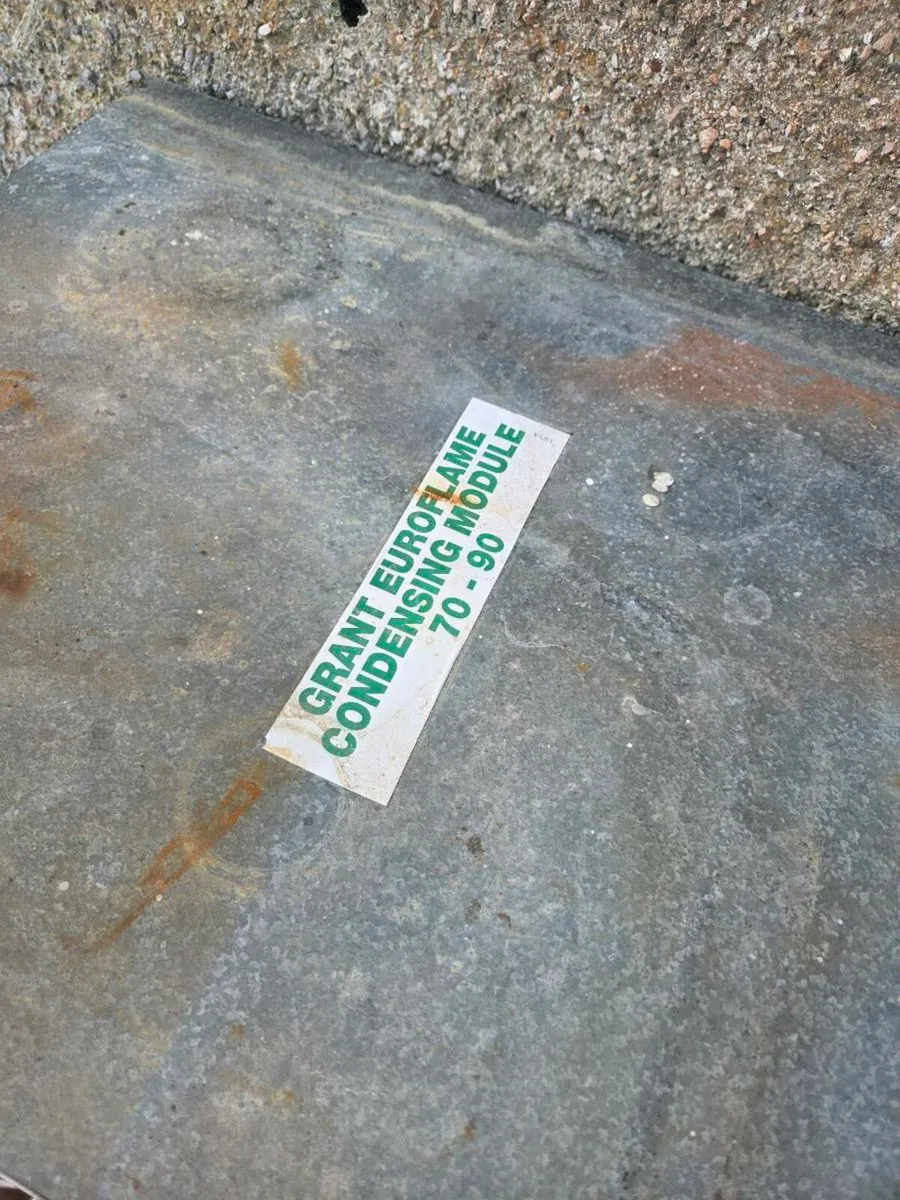 GRANT EUROFLAME
CONDENSING MODULE
70 - 90